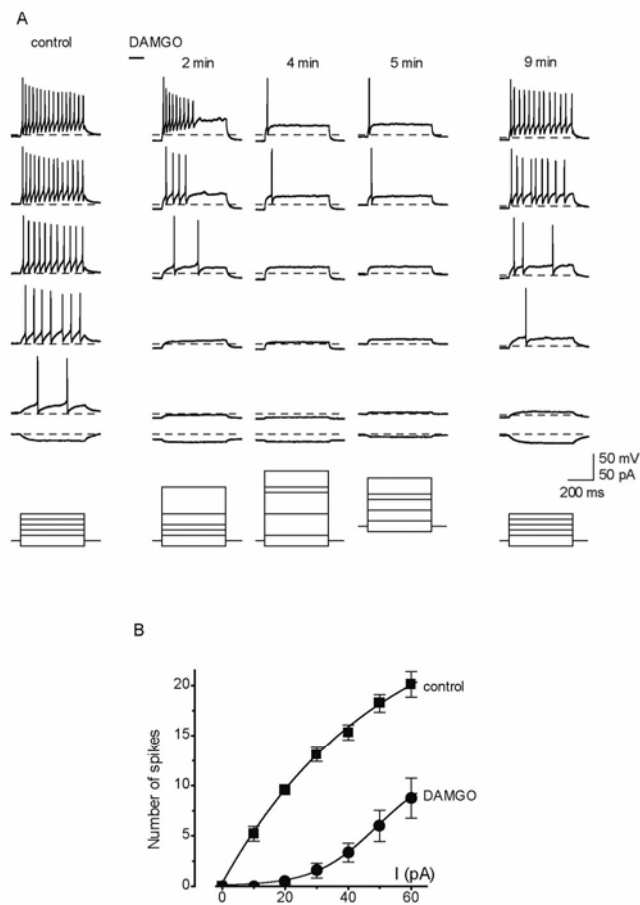 A
control
DAMGO
2 min
4 min
5 min
9 min
50 mV
50 pA
200 ms
B
Number of spikes
20
15
10
5
0
control
DAMGO
I (pA)
0
20
40
60